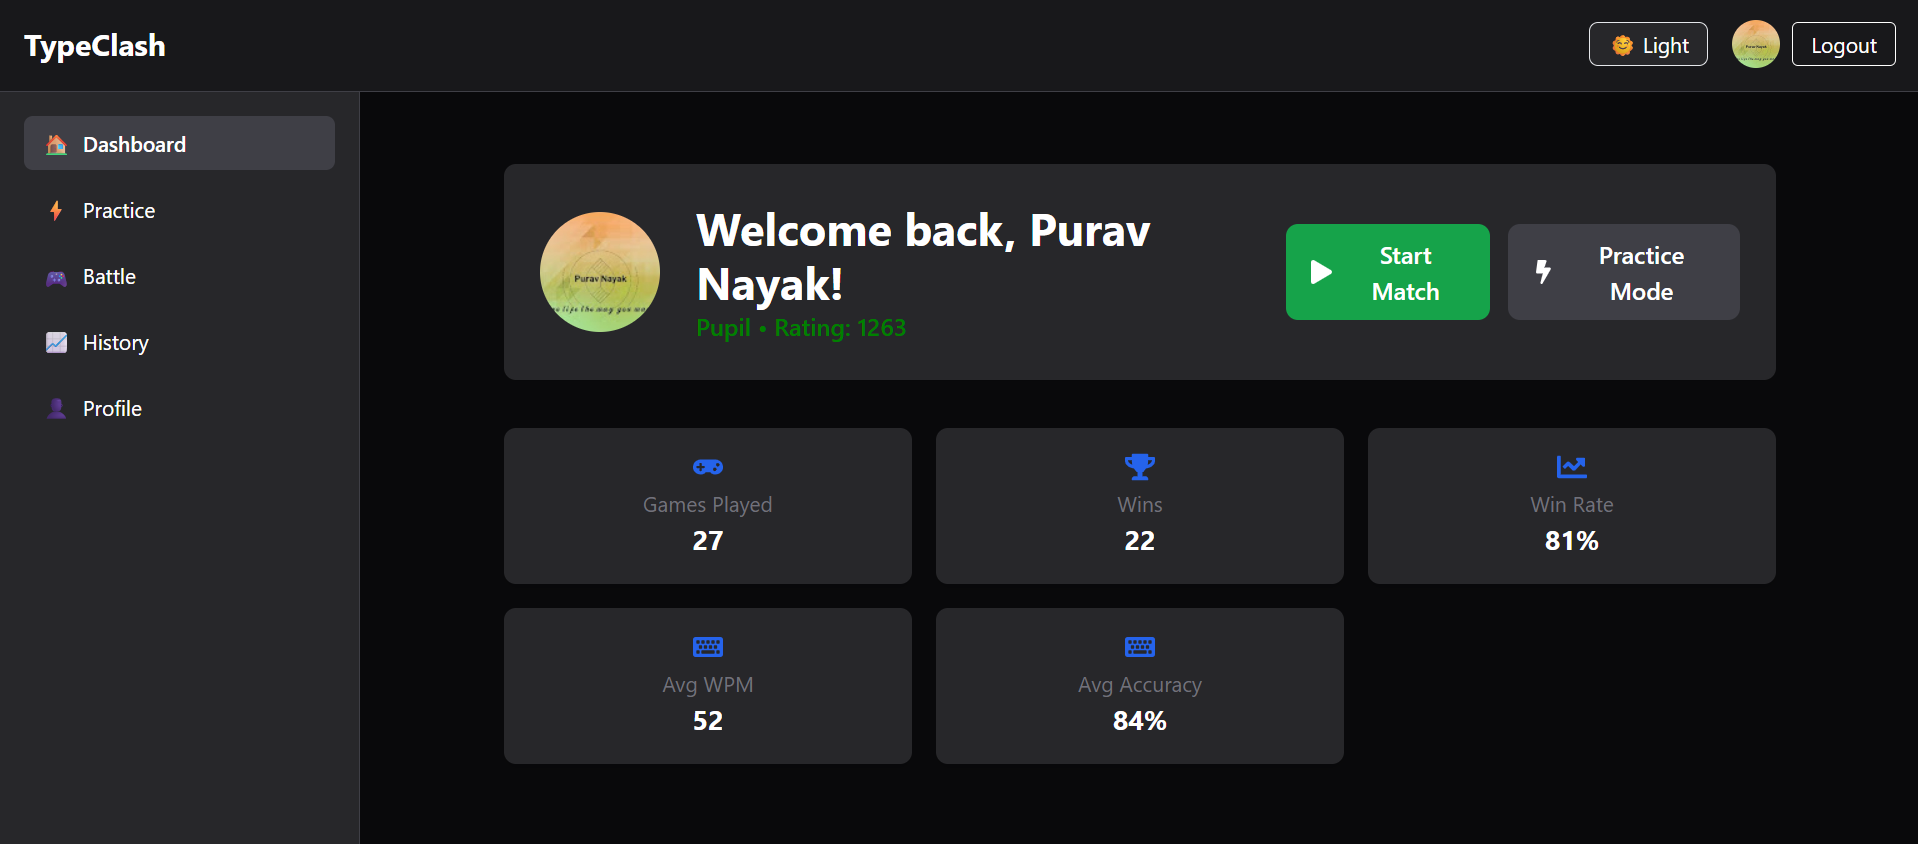 TypeClash
Light
Logout
Dashboard
Practice
Battle
History
Profile
Purav Nayak
Welcome back, Purav
Nayak!
Pupil • Rating: 1263
Start
Match
Practice
Mode
Games Played
27
Wins
22
Win Rate
81%
Avg WPM
52
Avg Accuracy
84%